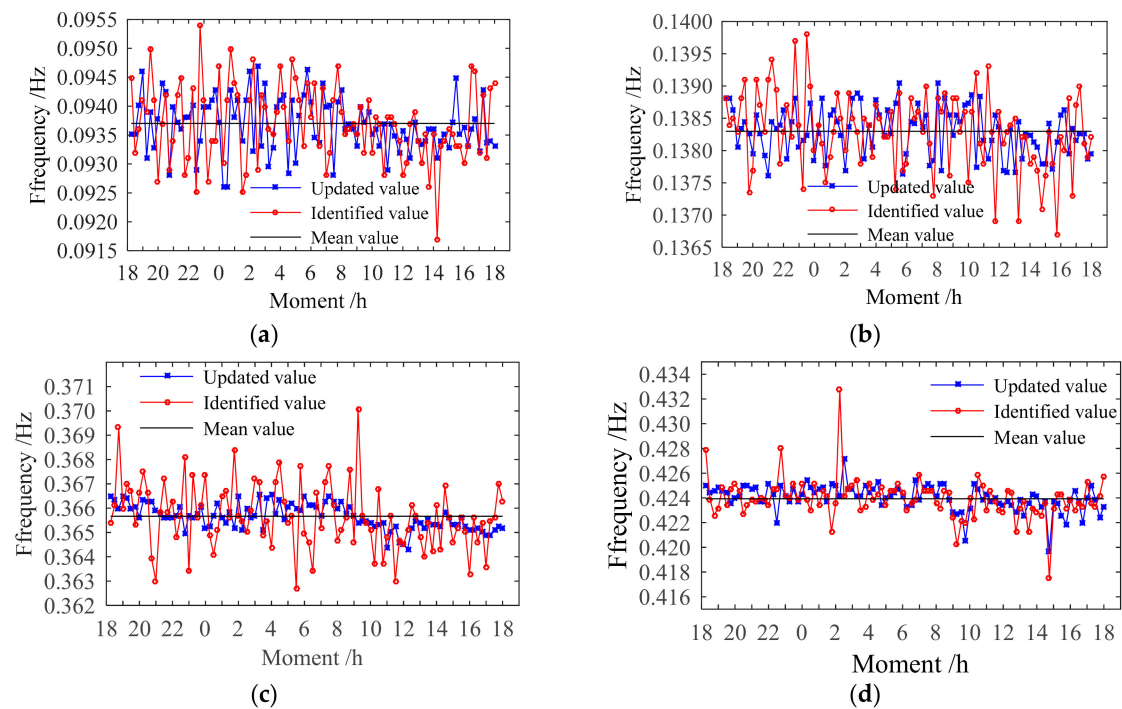 Ffrequency /Hz
0.0955
0.0950
0.0945
0.0940
0.0935
0.0930
0.0925
0.0920
0.0915
Updated value
Identified value
Mean value
18 20 22 0 2 4 6 8 10 12 14 16 18
Moment /h
(a)
Ffrequency /Hz
0.1400
0.1395
0.1390
0.1385
0.1380
0.1375
0.1370
0.1365
Updated value
Identified value
Mean value
18 20 22 0 2 4 6 8 10 12 14 16 18
Moment /h
(b)
Ffrequency /Hz
0.371
0.370
0.369
0.368
0.367
0.366
0.365
0.364
0.363
0.362
Updated value
Identified value
Mean value
18 20 22 0 2 4 6 8 10 12 14 16 18
Moment /h
(c)
Ffrequency /Hz
0.434
0.432
0.430
0.428
0.426
0.424
0.422
0.420
0.418
0.416
Updated value
Identified value
Mean value
18 20 22 0 2 4 6 8 10 12 14 16 18
Moment /h
(d)